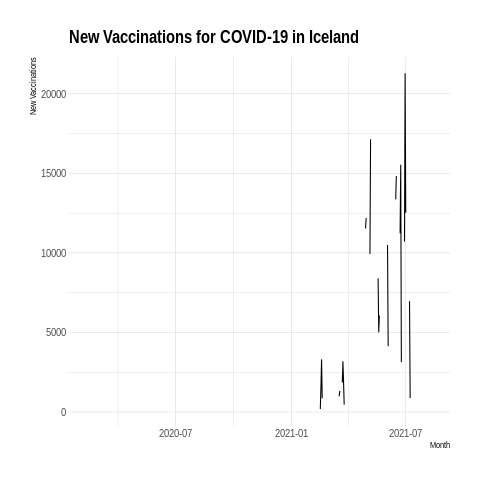 New Vaccinations for COVID-19 in Iceland
New Vaccinations
20000
15000
10000
5000
0
2020-07 2021-01 2021-07
Month